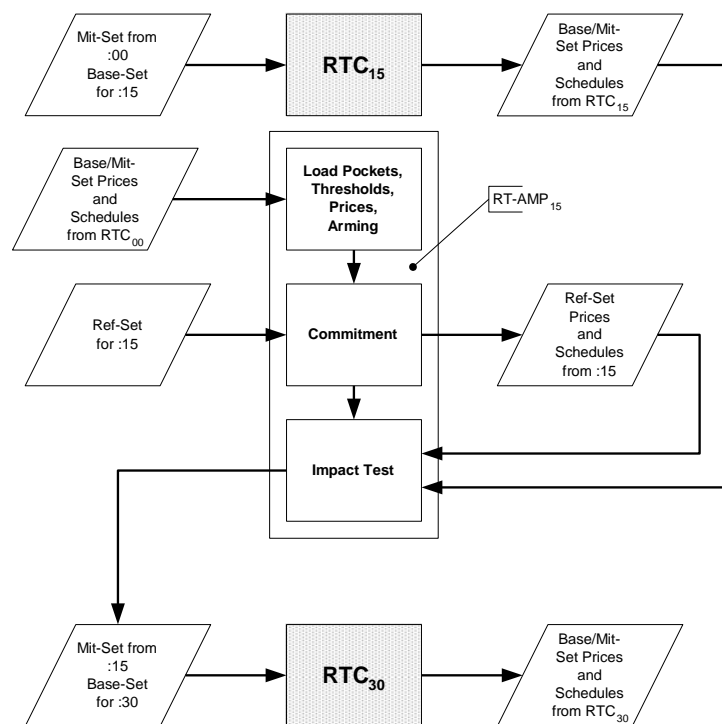 Mit-Set from
:00
Base-Set
for :15
RTC15
Base/Mit-
Set Prices
and
Schedules
from RTC15
Base/Mit-
Set Prices
and
Schedules
from RTC00
Load Pockets,
Thresholds,
Prices,
Arming
RT-AMP15
Ref-Set
for :15
Commitment
Ref-Set
Prices
and
Schedules
from :15
Impact Test
Mit-Set from
:15
Base-Set
for :30
RTC30
Base/Mit-
Set Prices
and
Schedules
from RTC30